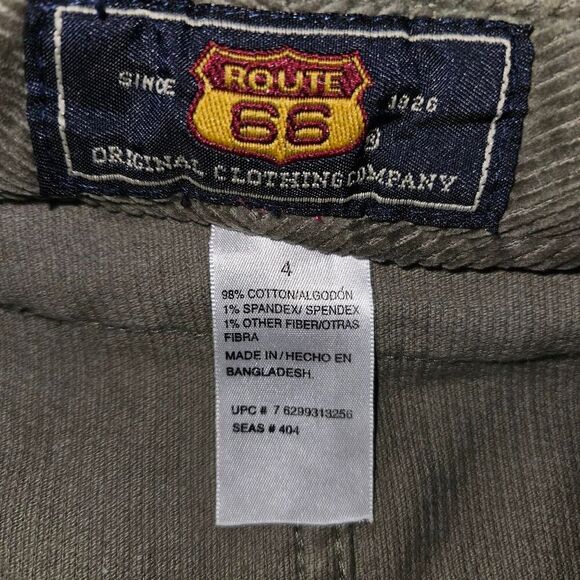 SINCE ROUTE 66 1926 ®
ORIGINAL CLOTHING COMPANY
4
98% COTTON/ALGODÓN
1% SPANDEX/ SPENDEX
1% OTHER FIBER/OTRAS
FIBRA
MADE IN/HECHO EN
BANGLADESH.
UPC # 7 6299313256
SEAS # 404